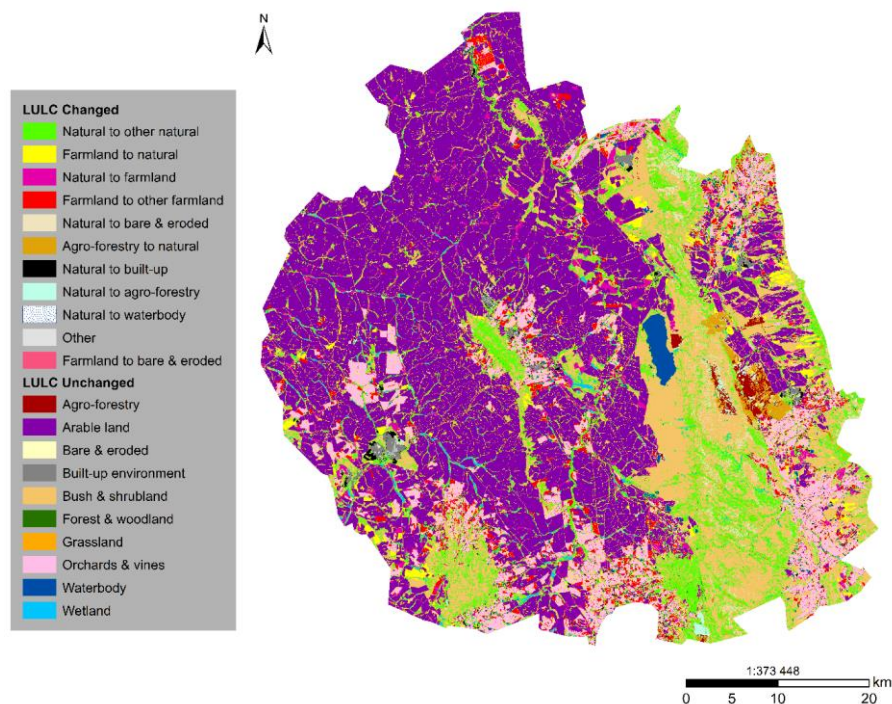 N
LULC Changed
Natural to other natural
Farmland to natural
Natural to farmland
Farmland to other farmland
Natural to bare & eroded
Agro-forestry to natural
Natural to built-up
Natural to agro-forestry
Natural to waterbody
Other
Farmland to bare & eroded
LULC Unchanged
Agro-forestry
Arable land
Bare & eroded
Built-up environment
Bush & shrubland
Forest & woodland
Grassland
Orchards & vines
Waterbody
Wetland
1:373 448
km
0 5 10 20